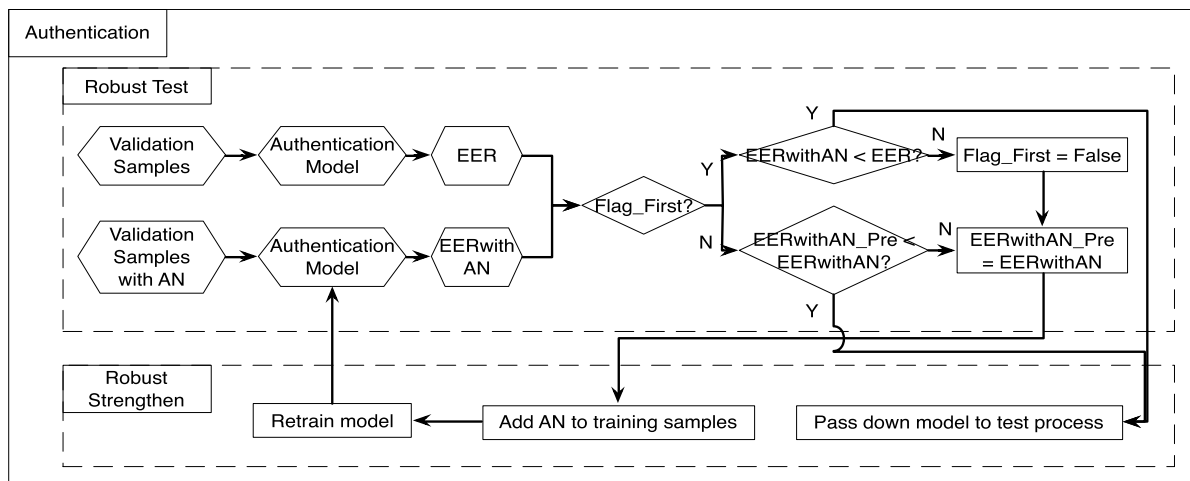 Authentication
Robust Test
Validation
Samples
Authentication
Model
EER
Validation
Samples
with AN
Authentication
Model
EERwith
AN
Flag_First?
Y
N
Y
EERwithAN < EER?
N
Flag_First = False
EERwithAN_Pre <
EERwithAN?
N
EERwithAN_Pre
= EERwithAN
Y
Robust
Strengthen
Retrain model
Add AN to training samples
Pass down model to test process